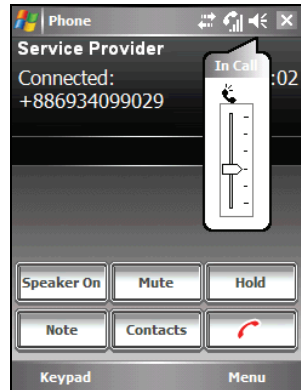 Phone
Service Provider
In Call
Connected: :02
+886934099029
Speaker On Mute Hold
Note Contacts
Keypad Menu